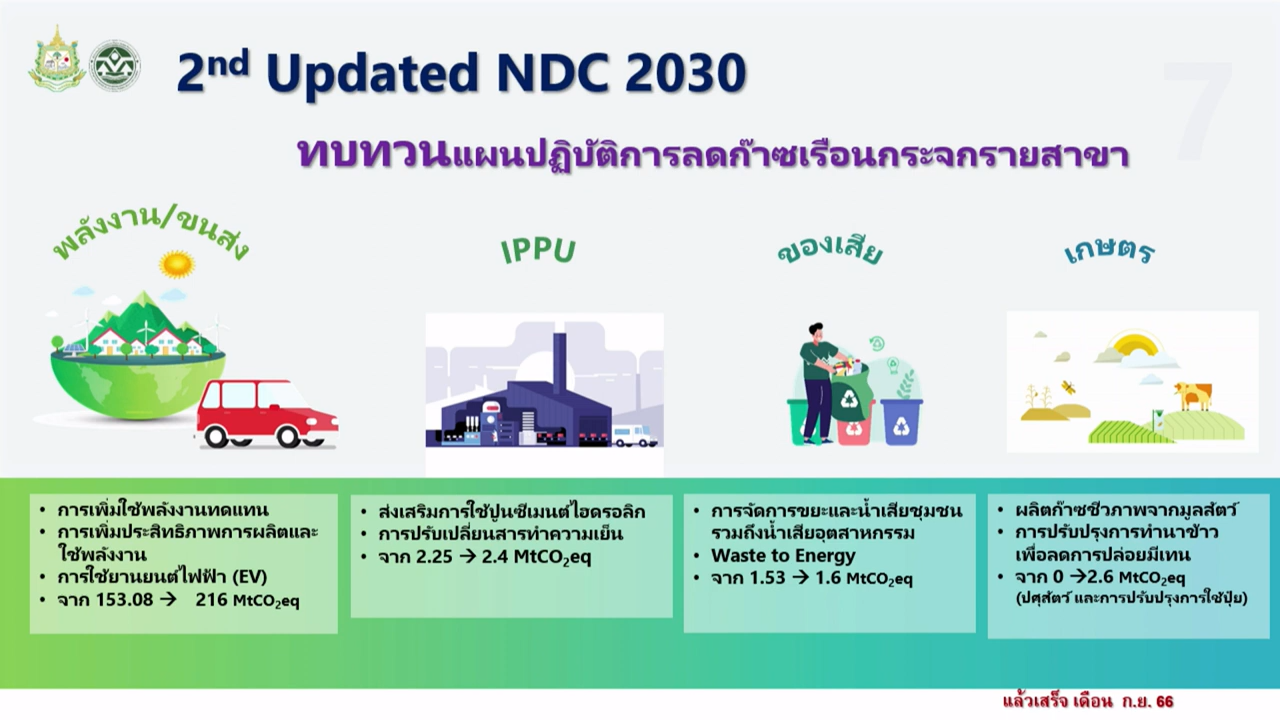 2nd Updated NDC 2030
7
ทบทวนแผนปฏิบัติการลดก๊าซเรือนกระจกรายสาขา
พลังงาน/ขนส่ง
IPPU
ของเสีย
เกษตร
• การเพิ่มใช้พลังงานทดแทน
• การเพิ่มประสิทธิภาพการผลิตและ
ใช้พลังงาน
• การใช้ยานยนต์ไฟฟ้า (EV)
• จาก 153.08 → 216 MtCO₂eq
• ส่งเสริมการใช้ปูนซีเมนต์ไฮดรอลิก
• การปรับเปลี่ยนสารทำความเย็น
• จาก 2.25 → 2.4 MtCO₂eq
• การจัดการขยะและน้ำเสียชุมชน
รวมถึงน้ำเสียอุตสาหกรรม
• Waste to Energy
• จาก 1.53 → 1.6 MtCO₂eq
• ผลิตก๊าซชีวภาพจากมูลสัตว์
• การปรับปรุงการทำนาข้าว
เพื่อลดการปล่อยมีเทน
• จาก 0 →2.6 MtCO₂eq
(ปศุสัตว์ และการปรับปรุงการใช้ปุ๋ย)
แล้วเสร็จ เดือน ก.ย. 66